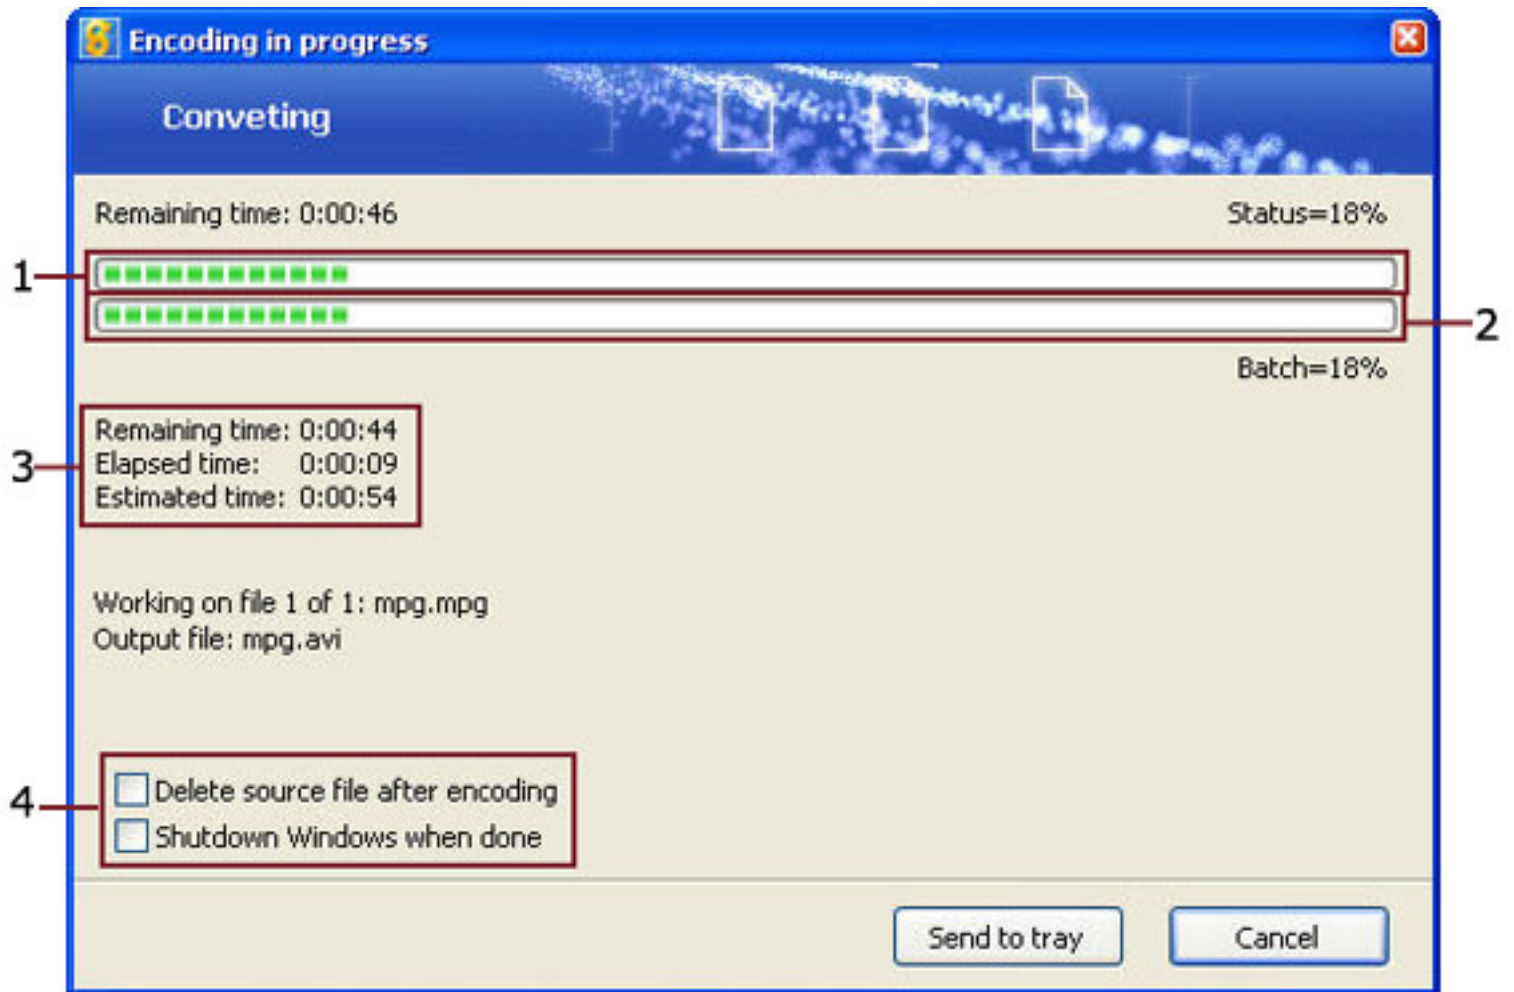 Encoding in progress
Conveting
Remaining time: 0:00:46 Status=18%
1
2
Batch=18%
3
Remaining time: 0:00:44
Elapsed time: 0:00:09
Estimated time: 0:00:54
Working on file 1 of 1: mpg.mpg
Output file: mpg.avi
4
Delete source file after encoding
Shutdown Windows when done
Send to tray Cancel